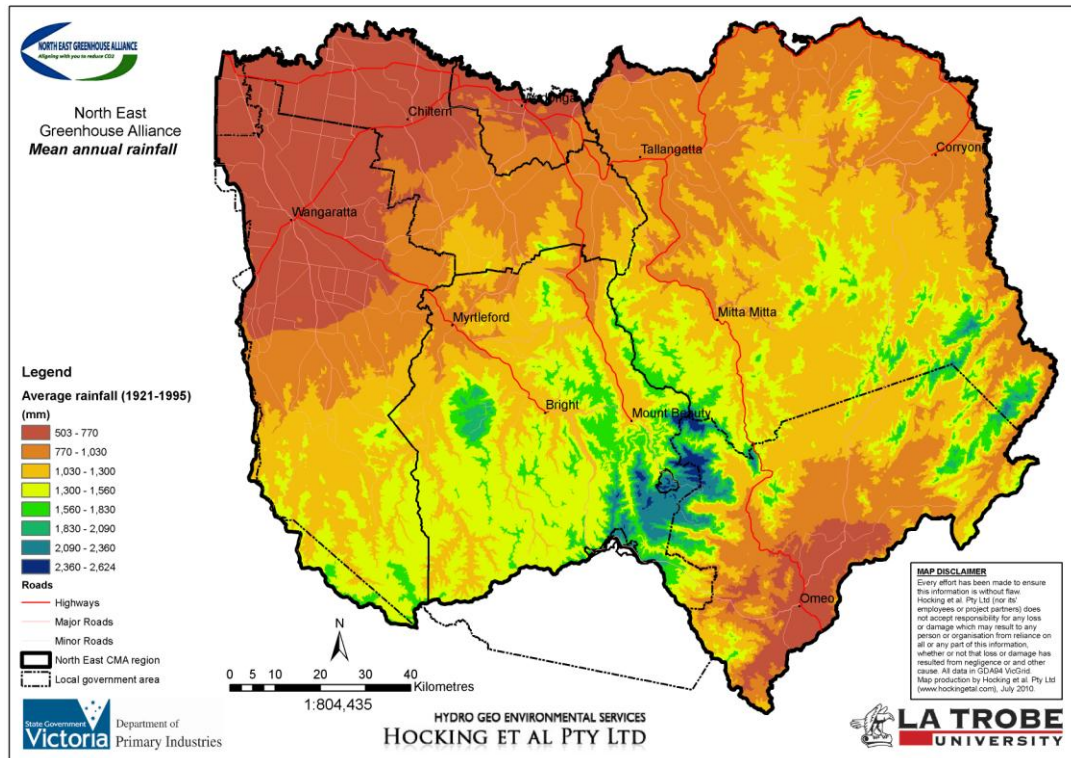 NORTH EAST GREENHOUSE ALLIANCE
Aligning with you to reduce CO2
North East
Greenhouse Alliance
Mean annual rainfall
Chiltern
Tallangatta
Corryong
Wangaratta
Myrtleford
Mitta Mitta
Bright
Mount Beauty
Omeo
Legend
Average rainfall (1921-1995)
(mm)
503 - 770
770 - 1,030
1,030 - 1,300
1,300 - 1,560
1,560 - 1,830
1,830 - 2,090
2,090 - 2,360
2,360 - 2,624
Roads
Highways
Major Roads
Minor Roads
North East CMA region
Local government area
N
0 5 10 20 30 40
Kilometres
1:804,435
MAP DISCLAIMER
Every effort has been made to ensure
this information is without flaw.
Hocking et al. Pty Ltd (nor its'
employees or project partners) does
not accept responsibility for any loss
or damage which may result to any
person or organisation from reliance on
all or any part of this information,
whether or not that loss or damage has
resulted from negligence or and other
cause. All data in GDA94 VicGrid.
Map production by Hocking et al. Pty Ltd
(www.hockingetal.com), July 2010.
State Government
Victoria
Department of
Primary Industries
HYDRO GEO ENVIRONMENTAL SERVICES
HOCKING ET AL PTY LTD
LA TROBE
UNIVERSITY